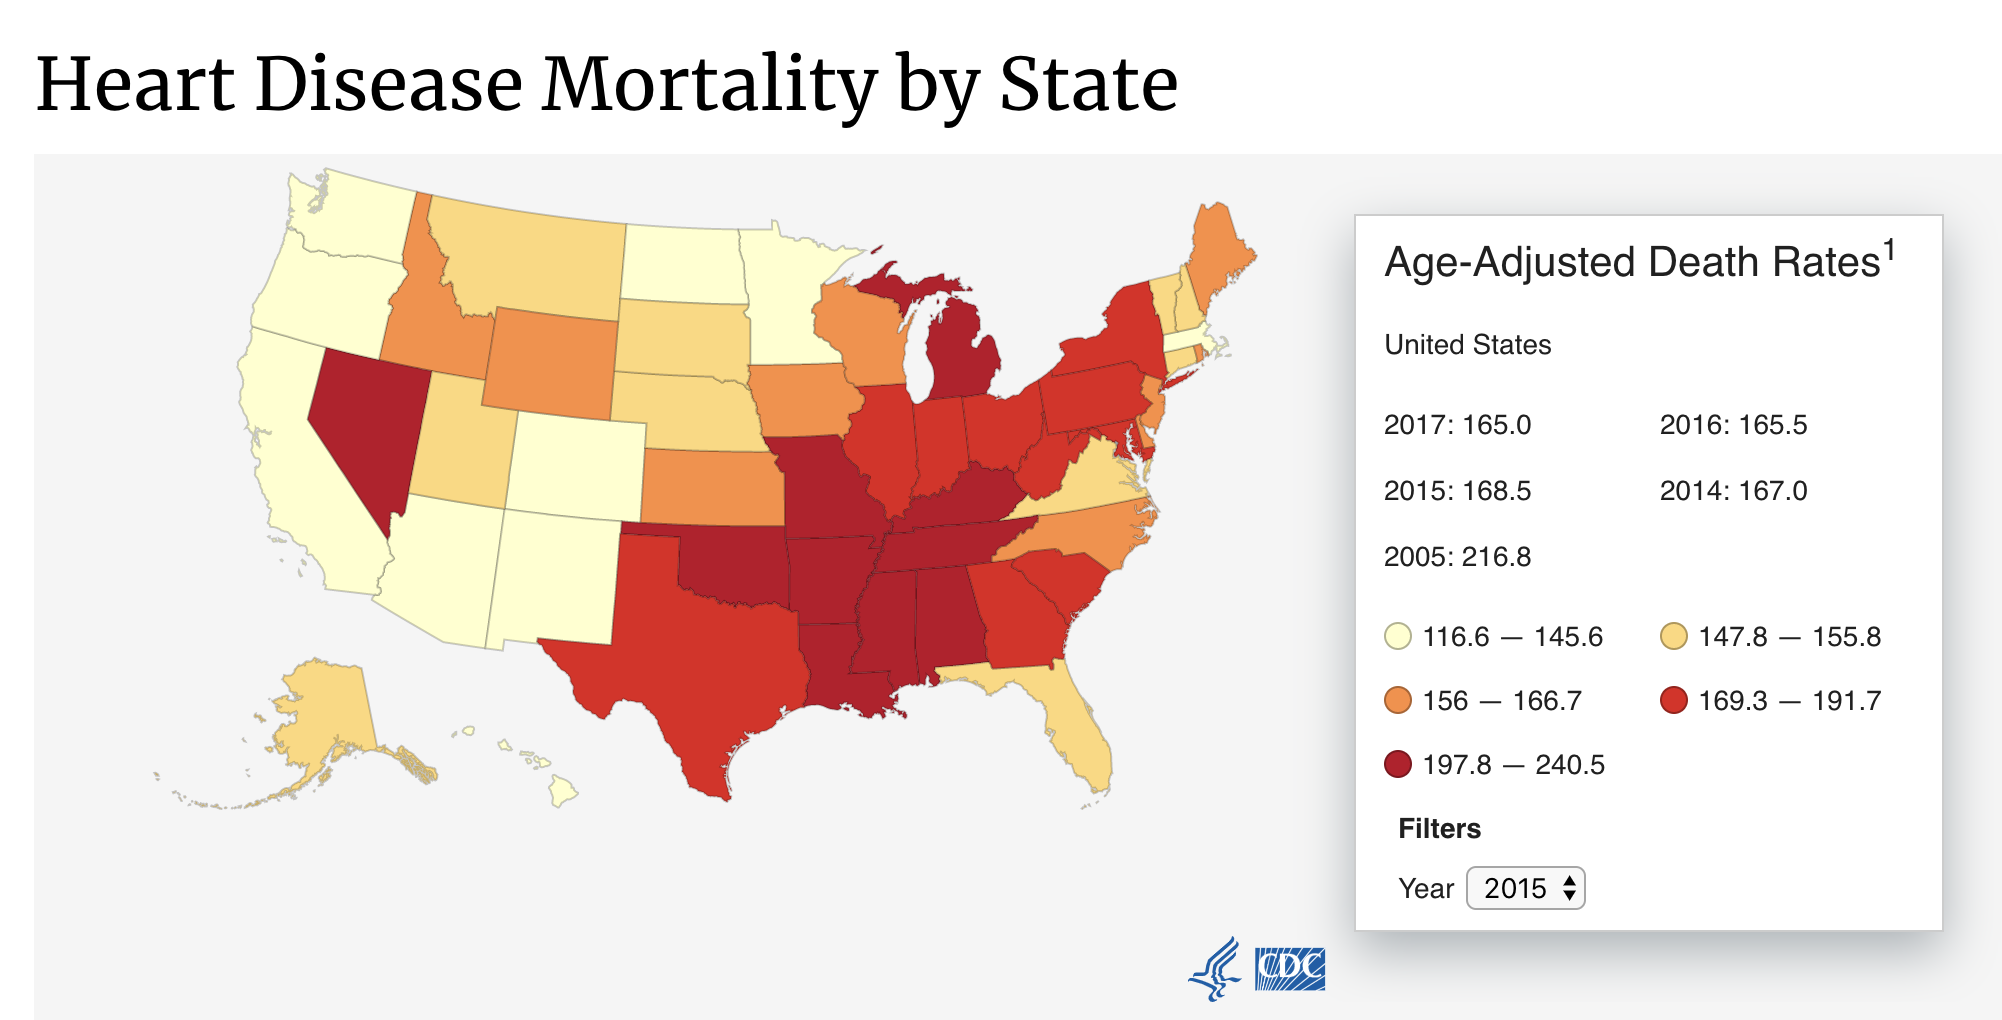 Heart Disease Mortality by State
Age-Adjusted Death Rates¹
United States
2017: 165.0 2016: 165.5
2015: 168.5 2014: 167.0
2005: 216.8
116.6 — 145.6 147.8 — 155.8
156 — 166.7 169.3 — 191.7
197.8 — 240.5
Filters
Year 2015
CDC